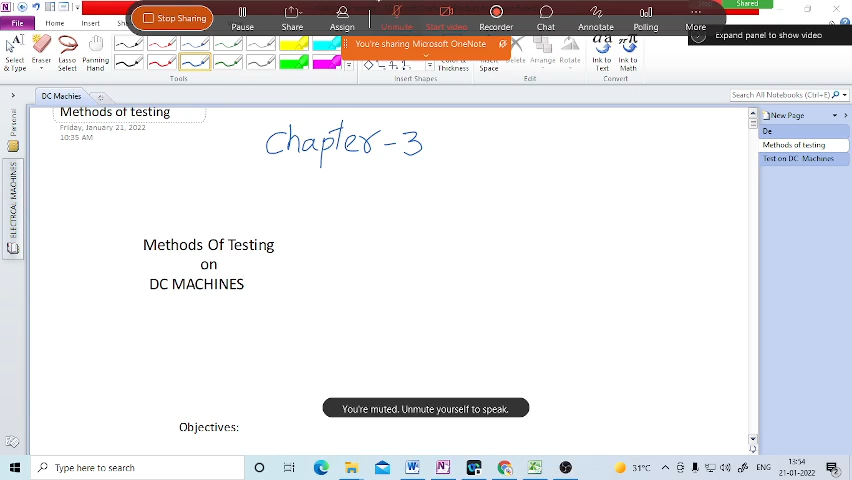 Stop Sharing
Pause
Share
Assign
Unmute
Start video
Recorder
Chat
Annotate
Polling
More
Shared
Expand panel to show video
You're sharing Microsoft OneNote
File
Home
Insert
Select & Type
Eraser
Lasso Select
Panning Hand
Tools
Color & Thickness
Insert Space
Delete
Arrange
Rotate
Ink to Text
Ink to Math
Insert Shapes
Edit
Convert
DC Machies
Search All Notebooks (Ctrl+E)
Personal
ELECTRICAL MACHINES
New Page
De
Methods of testing
Test on DC Machines
Methods of testing
Friday, January 21, 2022
10:35 AM
Chapter-3
Methods Of Testing
on
DC MACHINES
You're muted. Unmute yourself to speak.
Objectives:
Type here to search
31°C
ENG
13:54
21-01-2022